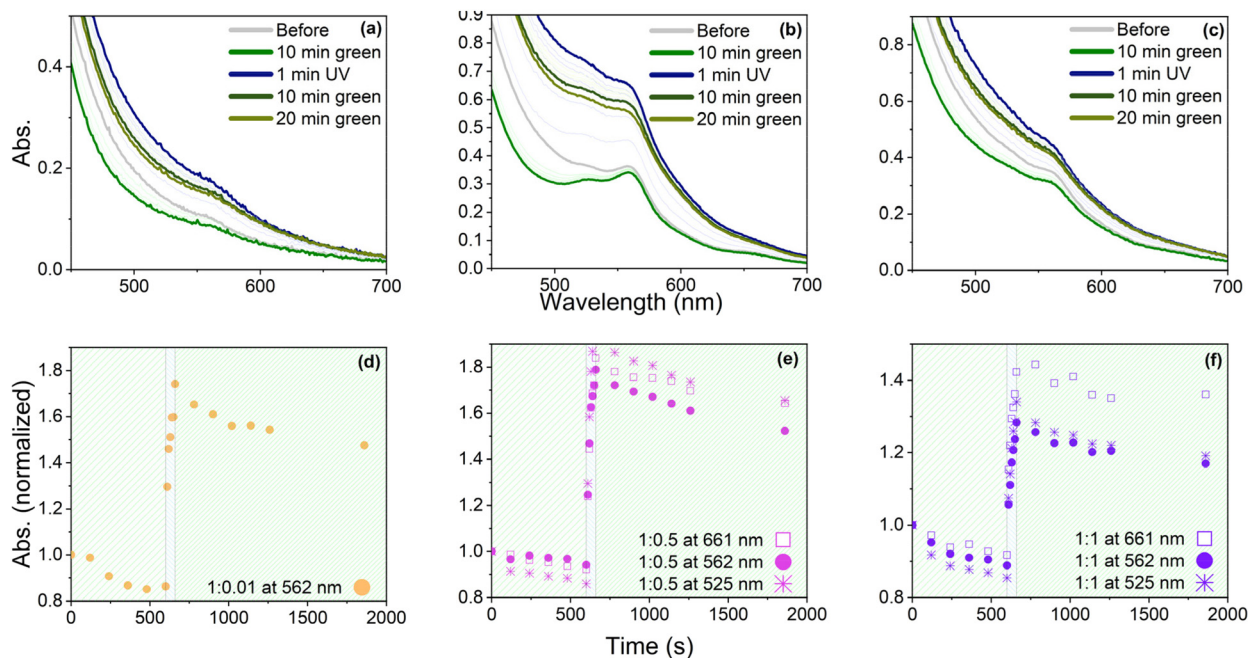 (a)
Before
10 min green
1 min UV
10 min green
20 min green
Abs.
0.4
0.2
0.0
500 600 700
(b)
Before
10 min green
1 min UV
10 min green
20 min green
0.9
0.9
0.8
0.7
0.6
0.5
0.4
0.3
0.2
0.1
0.0
500 600 700
(c)
Before
10 min green
1 min UV
10 min green
20 min green
0.8
0.6
0.4
0.2
0.0
500 600 700
Wavelength (nm)
(d)
Abs. (normalized)
1.8
1.6
1.4
1.2
1.0
0.8
1:0.01 at 562 nm
0 500 1000 1500 2000
(e)
1.8
1.6
1.4
1.2
1.0
0.8
1:0.5 at 661 nm
1:0.5 at 562 nm
1:0.5 at 525 nm
0 500 1000 1500 2000
(f)
1.4
1.2
1.0
0.8
1:1 at 661 nm
1:1 at 562 nm
1:1 at 525 nm
0 500 1000 1500 2000
Time (s)